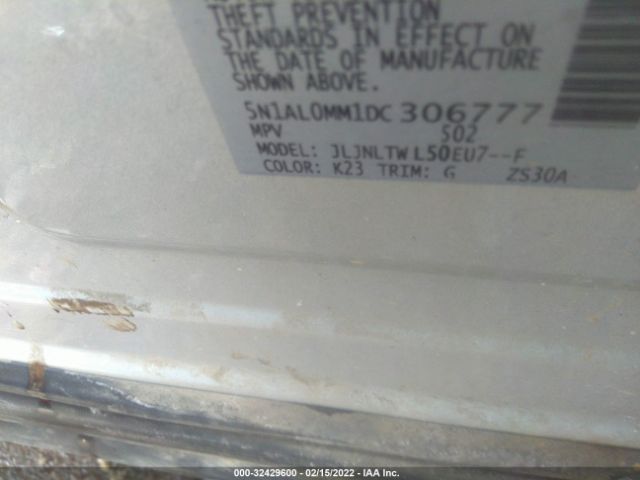 THEFT PREVENTION
STANDARDS IN EFFECT ON
THE DATE OF MANUFACTURE
SHOWN ABOVE.
5N1AL0MM1DC306777
MPV S02
MODEL: JLJNLTWL50EU7--F
COLOR: K23 TRIM: G ZS30A
000-32429600 - 02/15/2022 - IAA Inc.